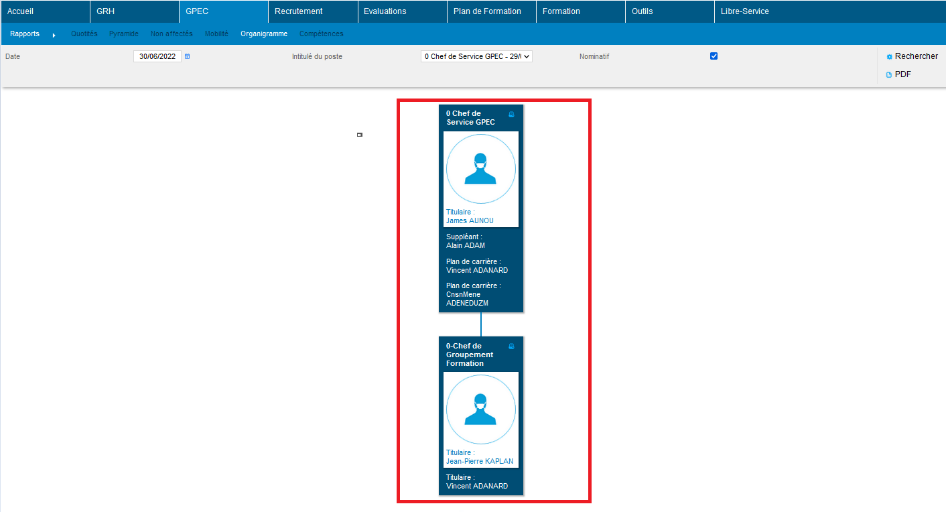 Accueil GRH GPEC Recrutement Evaluations Plan de Formation Formation Outils Libre-Service
Rapports Quotités Pyramide Non affectés Mobilité Organigramme Compétences
Date 30/06/2022 Intitulé du poste 0 Chef de Service GPEC - 29/ Nominatif Rechercher
PDF
0 Chef de
Service GPEC
Titulaire
James AUNOU
Suppléant :
Alain ADAM
Plan de carrière :
Vincent ADANARD
Plan de carrière :
CnsnMene
ADENEDUZM
0-Chef de
Groupement
Formation
Titulaire :
Jean-Pierre KAPLAN
Titulaire :
Vincent ADANARD